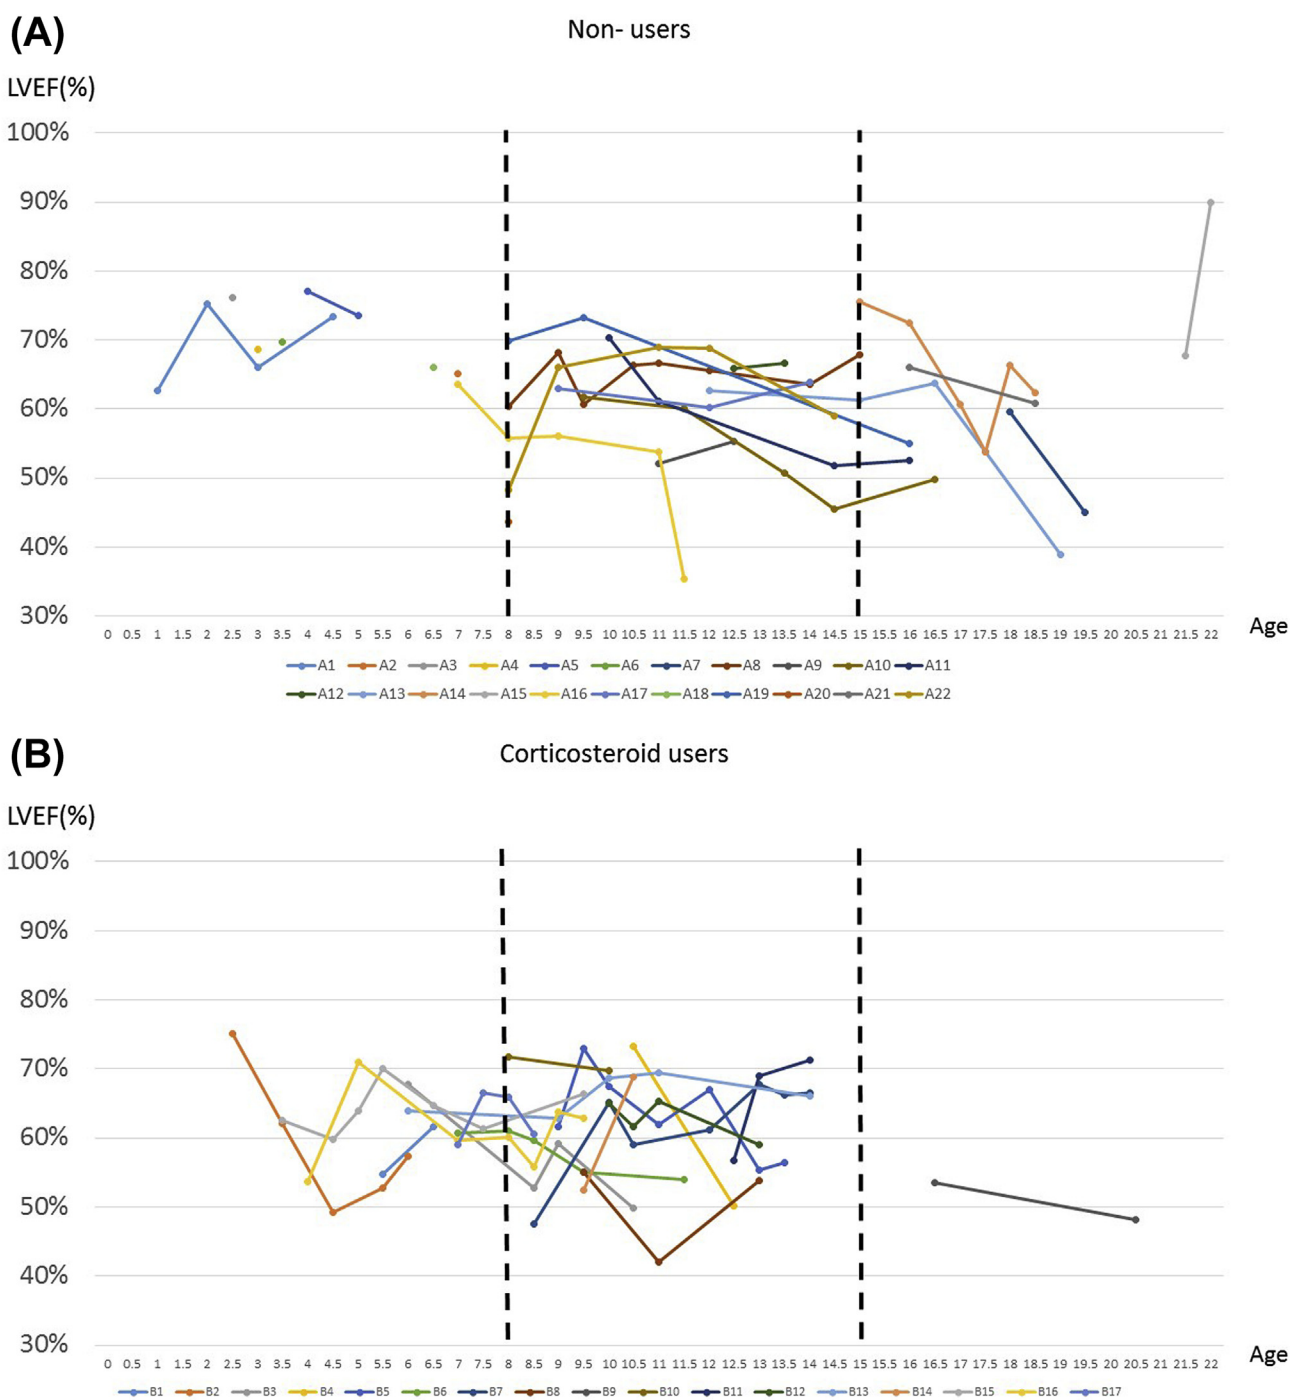 (A)
Non- users
LVEF(%)
100%
90%
80%
70%
60%
50%
40%
30%
0 0.5 1 1.5 2 2.5 3 3.5 4 4.5 5 5.5 6 6.5 7 7.5 8 8.5 9 9.5 10 10.5 11 11.5 12 12.5 13 13.5 14 14.5 15 15.5 16 16.5 17 17.5 18 18.5 19 19.5 20 20.5 21 21.5 22
Age
A1 A2 A3 A4 A5 A6 A7 A8 A9 A10 A11
A12 A13 A14 A15 A16 A17 A18 A19 A20 A21 A22
(B)
Corticosteroid users
LVEF(%)
100%
90%
80%
70%
60%
50%
40%
30%
0 0.5 1 1.5 2 2.5 3 3.5 4 4.5 5 5.5 6 6.5 7 7.5 8 8.5 9 9.5 10 10.5 11 11.5 12 12.5 13 13.5 14 14.5 15 15.5 16 16.5 17 17.5 18 18.5 19 19.5 20 20.5 21 21.5 22
Age
B1 B2 B3 B4 B5 B6 B7 B8 B9 B10 B11 B12 B13 B14 B15 B16 B17